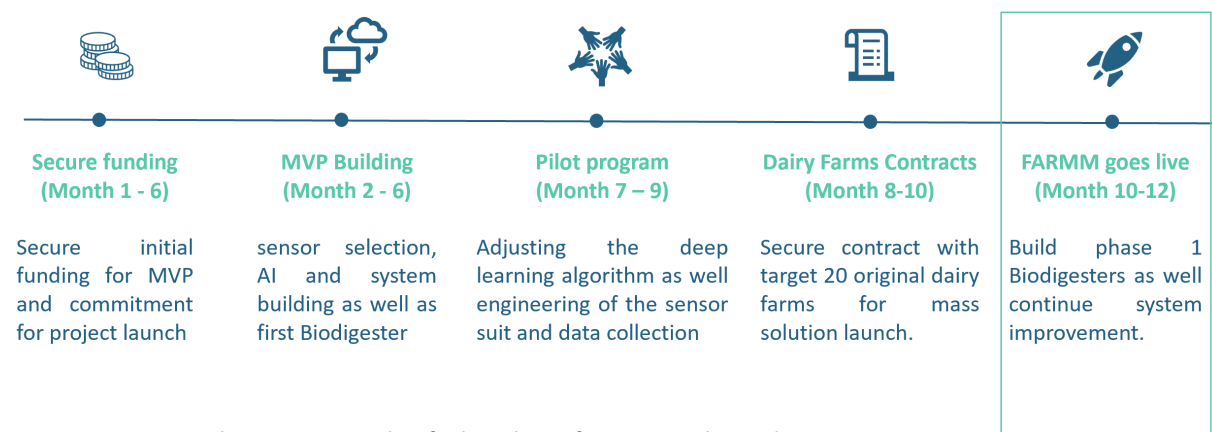 Secure funding
(Month 1 - 6)
Secure initial
funding for MVP
and commitment
for project launch
MVP Building
(Month 2 - 6)
sensor selection,
AI and system
building as well as
first Biodigester
Pilot program
(Month 7 – 9)
Adjusting the deep
learning algorithm as well
engineering of the sensor
suit and data collection
Dairy Farms Contracts
(Month 8-10)
Secure contract with
target 20 original dairy
farms for mass
solution launch.
FARMM goes live
(Month 10-12)
Build phase 1
Biodigesters as well
continue system
improvement.